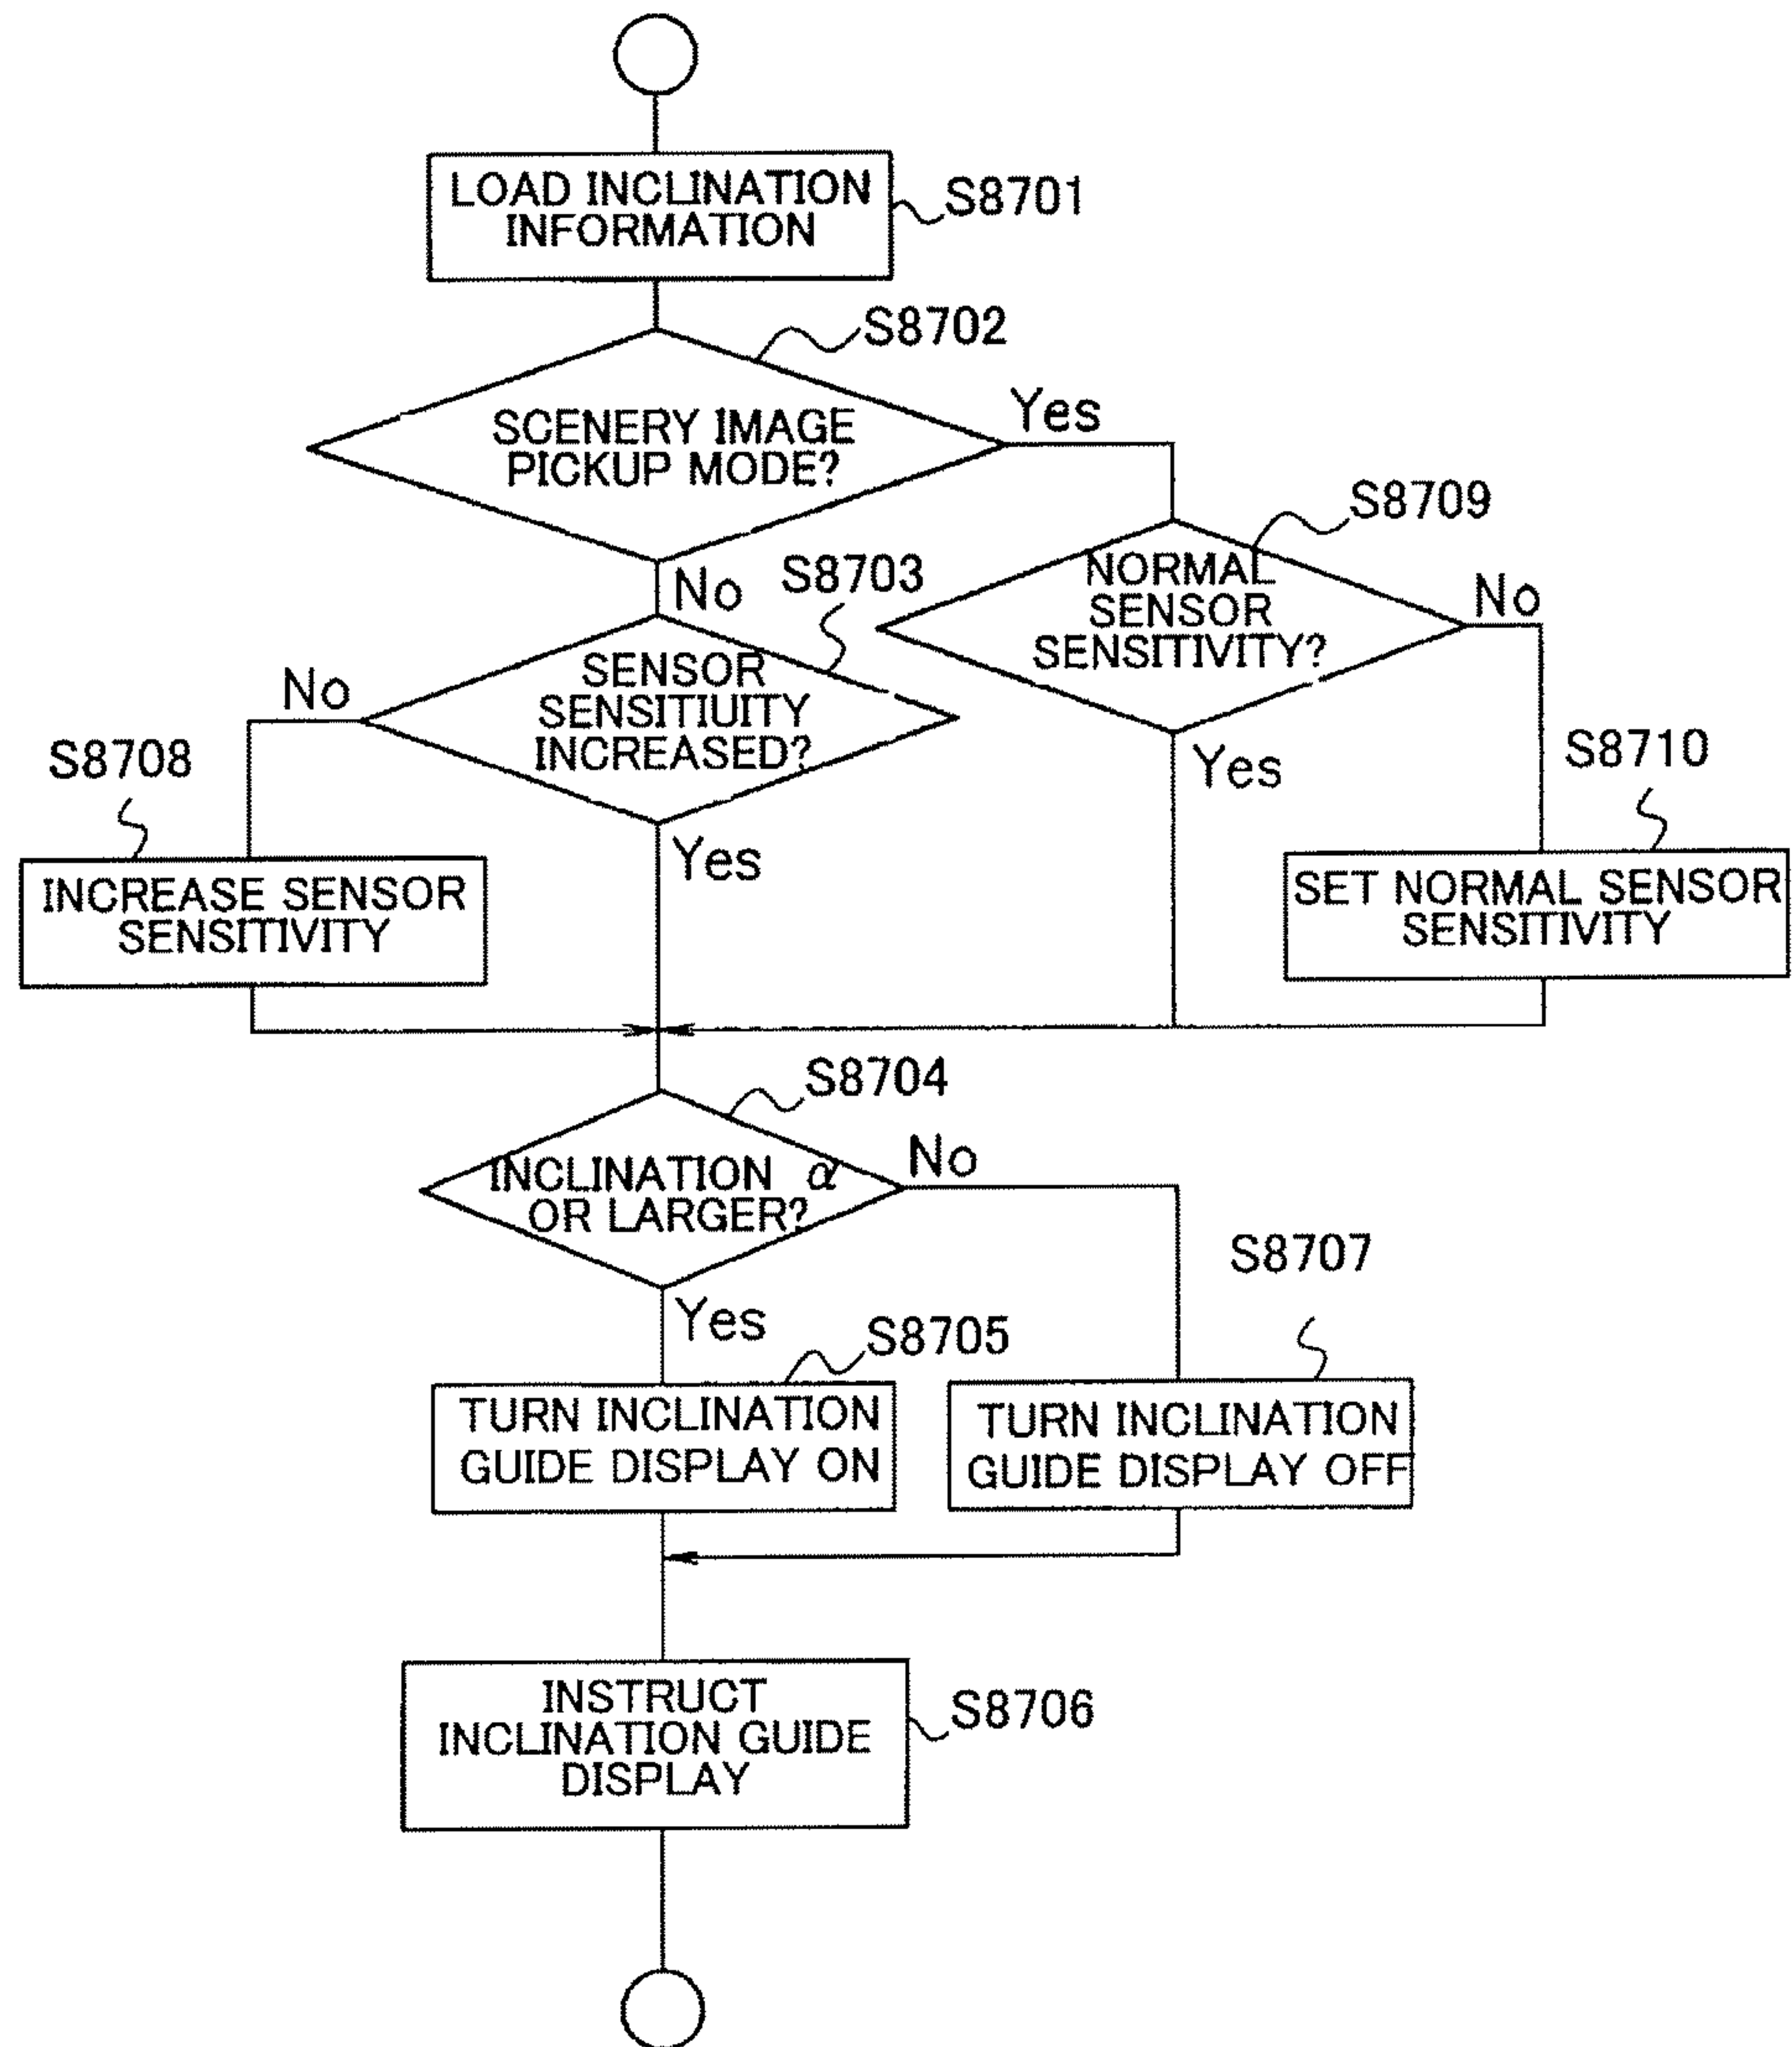 LOAD INCLINATION
INFORMATION
S8701
S8702
SCENERY IMAGE
PICKUP MODE?
Yes
No
S8709
NORMAL
SENSOR
SENSITIVITY?
No
Yes
S8703
SENSOR
SENSITIUITY
INCREASED?
No
Yes
S8708
INCREASE SENSOR
SENSITIVITY
S8710
SET NORMAL SENSOR
SENSITIVITY
S8704
INCLINATION α
OR LARGER?
No
Yes
S8705
TURN INCLINATION
GUIDE DISPLAY ON
S8707
TURN INCLINATION
GUIDE DISPLAY OFF
INSTRUCT
INCLINATION GUIDE
DISPLAY
S8706